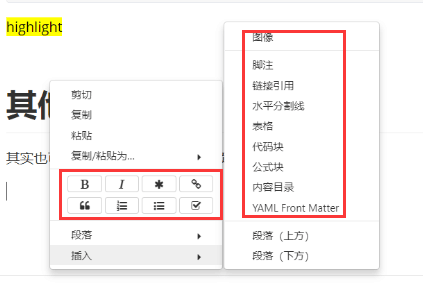 highlight
图像
脚注
链接引用
水平分割线
表格
代码块
公式块
内容目录
YAML Front Matter
段落（上方）
段落（下方）
其他
剪切
复制
粘贴
复制/粘贴为...
其实也
B I
段落
插入